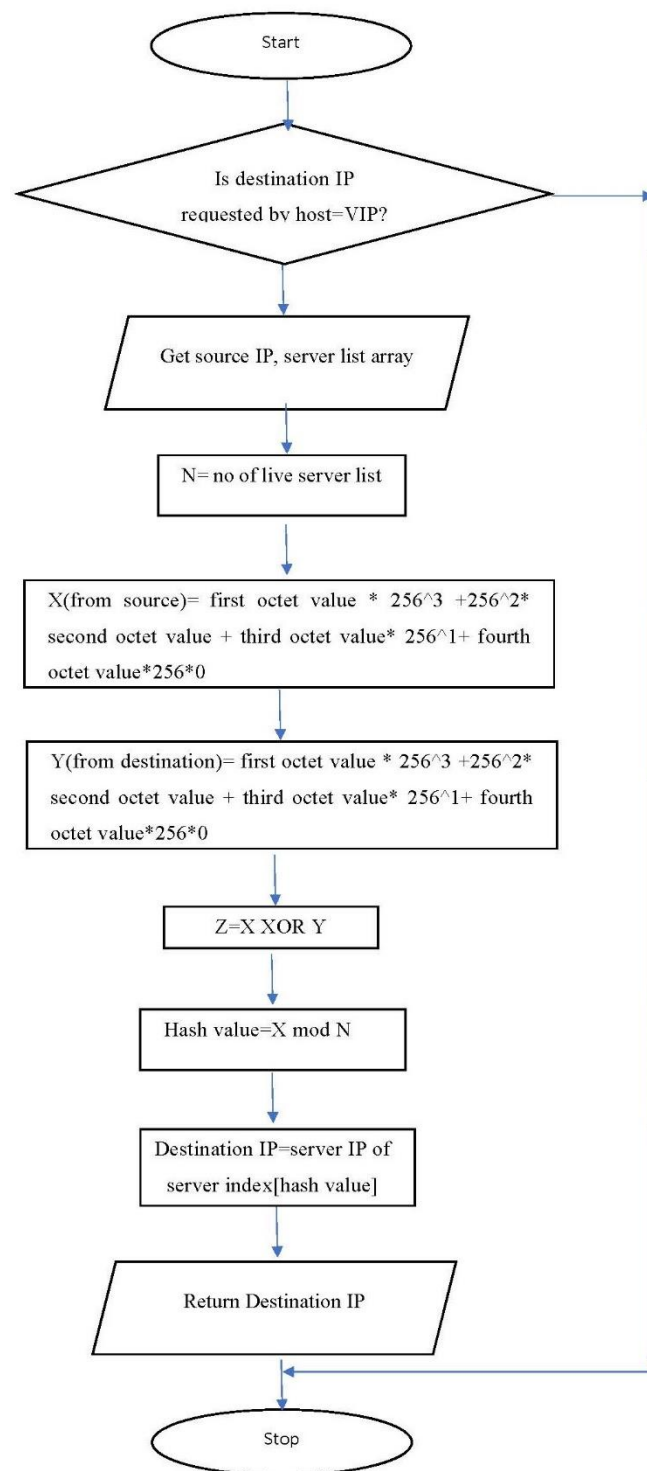 Start
Is destination IP
requested by host=VIP?
Get source IP, server list array
N= no of live server list
X(from source)= first octet value * 256^3 +256^2*
second octet value + third octet value* 256^1+ fourth
octet value*256*0
Y(from destination)= first octet value * 256^3 +256^2*
second octet value + third octet value* 256^1+ fourth
octet value*256*0
Z=X XOR Y
Hash value=X mod N
Destination IP=server IP of
server index[hash value]
Return Destination IP
Stop